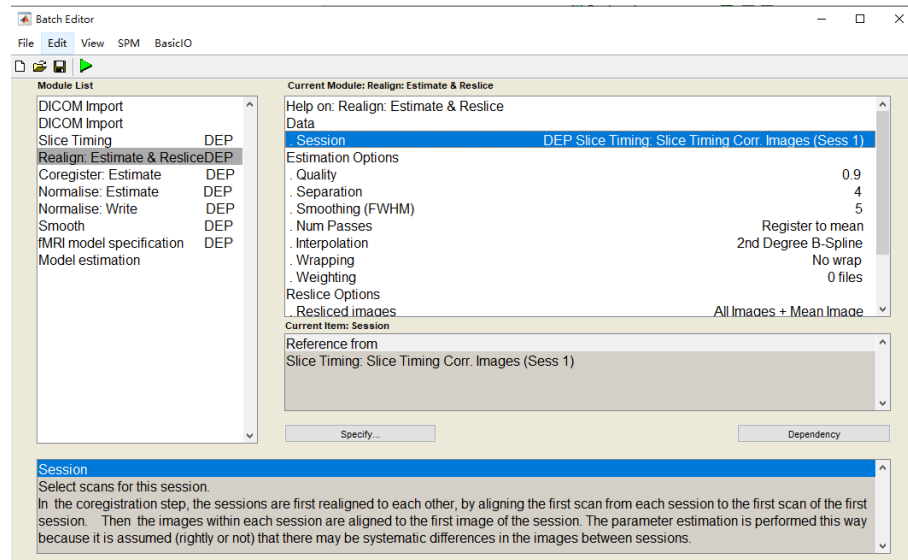 Batch Editor
File Edit View SPM BasicIO
Module List
DICOM Import
DICOM Import
Slice Timing DEP
Realign: Estimate & ResliceDEP
Coregister: Estimate DEP
Normalise: Estimate DEP
Normalise: Write DEP
Smooth DEP
fMRI model specification DEP
Model estimation
Current Module: Realign: Estimate & Reslice
Help on: Realign: Estimate & Reslice
Data
. Session DEP Slice Timing: Slice Timing Corr. Images (Sess 1)
Estimation Options
. Quality 0.9
. Separation 4
. Smoothing (FWHM) 5
. Num Passes Register to mean
. Interpolation 2nd Degree B-Spline
. Wrapping No wrap
. Weighting 0 files
Reslice Options
. Resliced images All Images + Mean Image
Current Item: Session
Reference from
Slice Timing: Slice Timing Corr. Images (Sess 1)
Specify...
Dependency
Session
Select scans for this session.
In the coregistration step, the sessions are first realigned to each other, by aligning the first scan from each session to the first scan of the first
session. Then the images within each session are aligned to the first image of the session. The parameter estimation is performed this way
because it is assumed (rightly or not) that there may be systematic differences in the images between sessions.